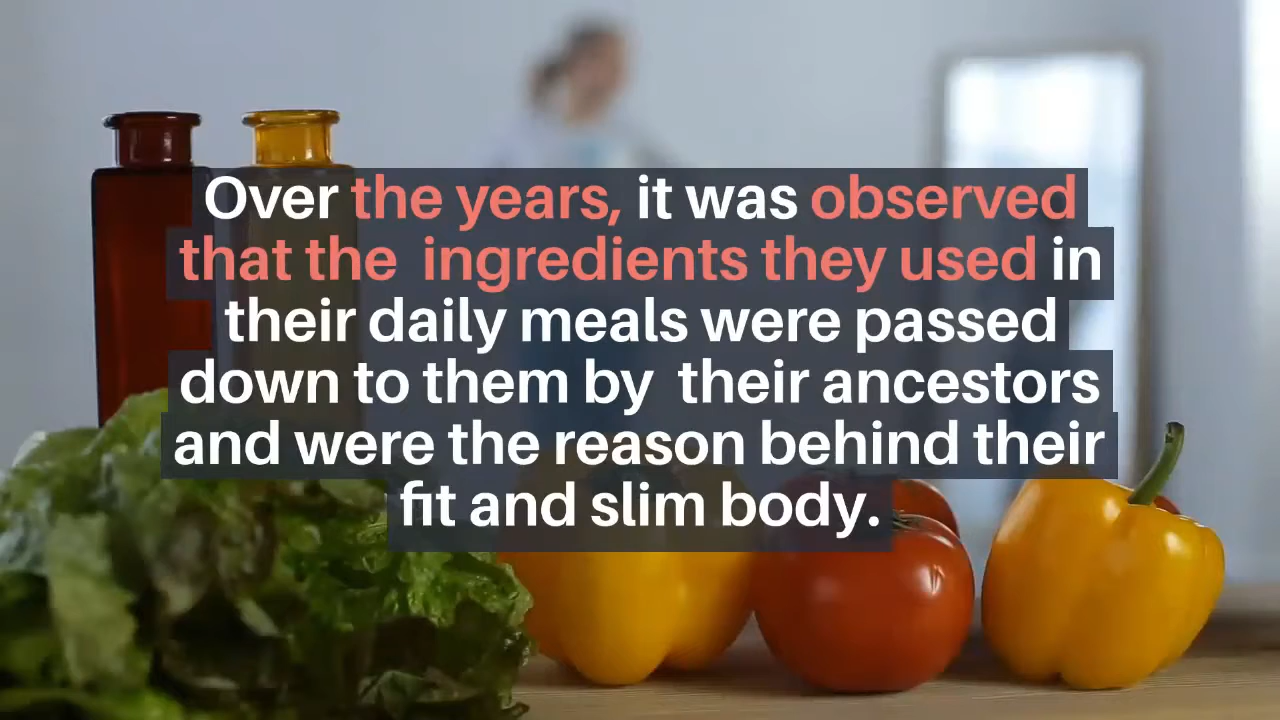 Over the years, it was observed
that the  ingredients they used in
their daily meals were passed
down to them by  their ancestors
and were the reason behind their
fit and slim body.